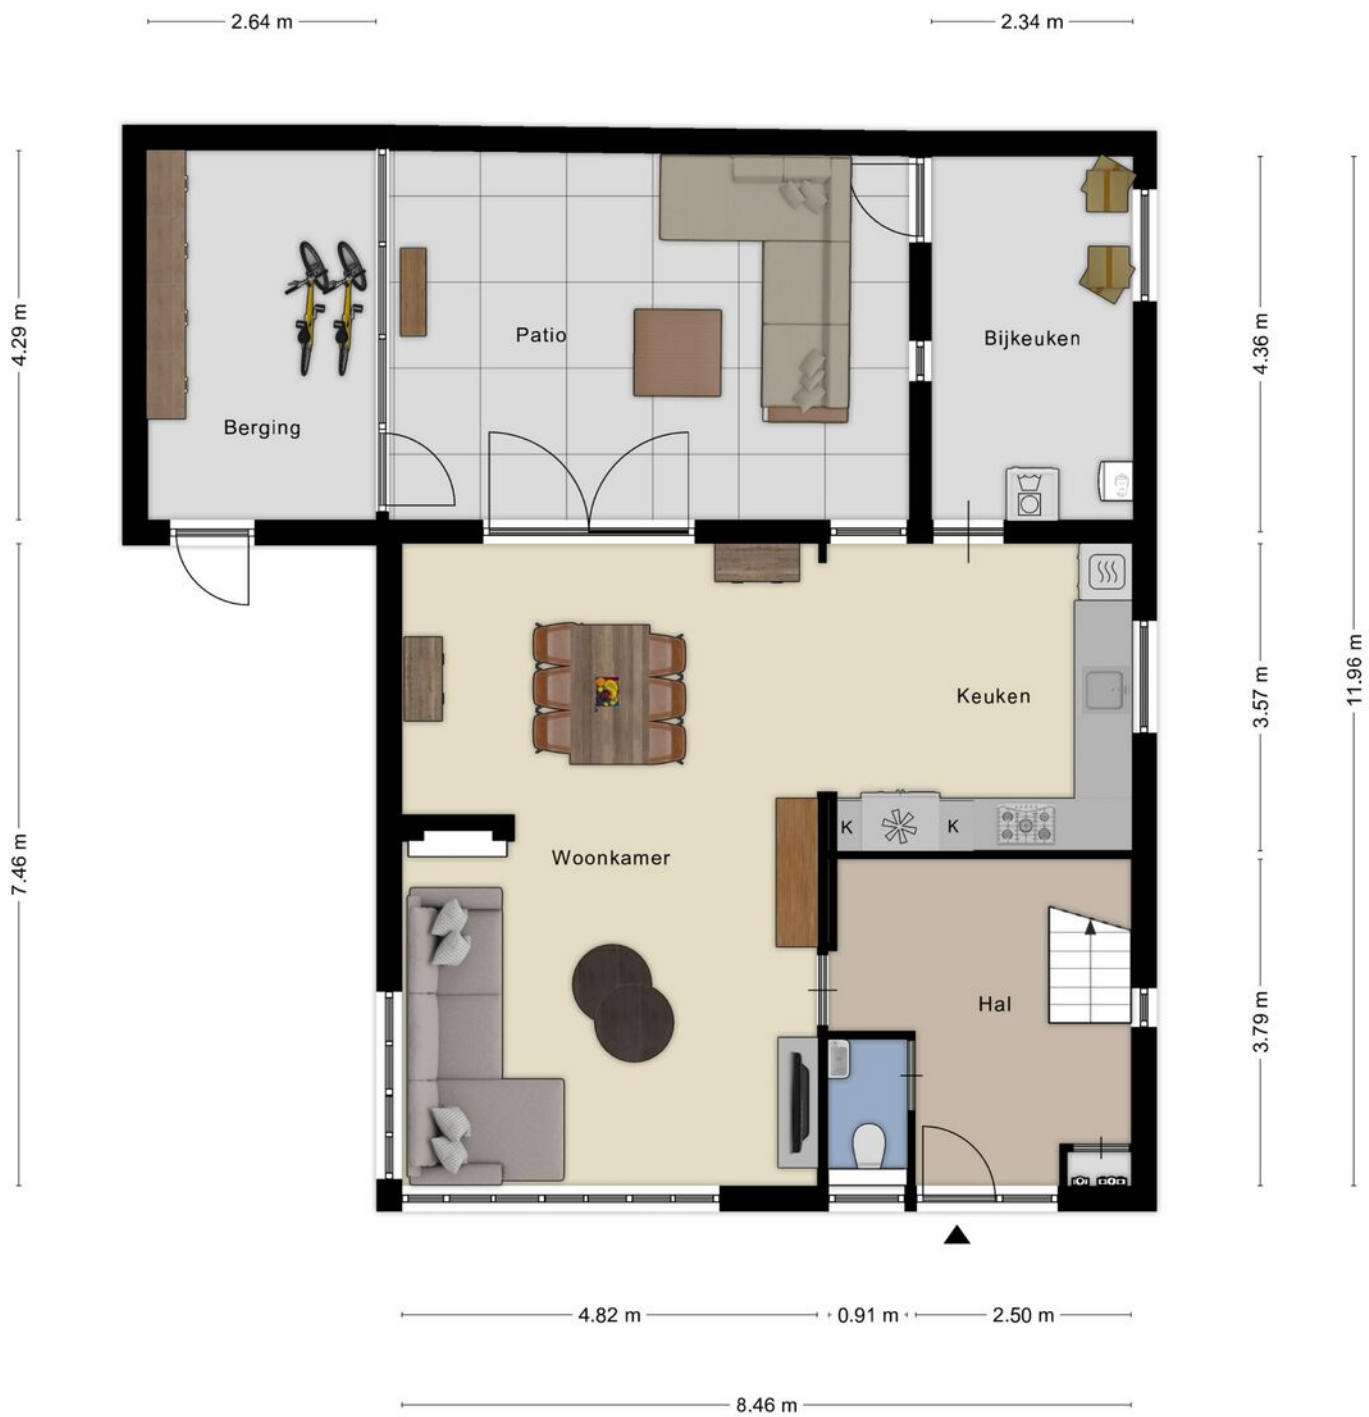 2.64 m
2.34 m
4.29 m
Patio
Bijkeuken
4.36 m
Berging
11.96 m
Keuken
3.57 m
K
K
Woonkamer
7.46 m
Hal
3.79 m
4.82 m
0.91 m
2.50 m
8.46 m